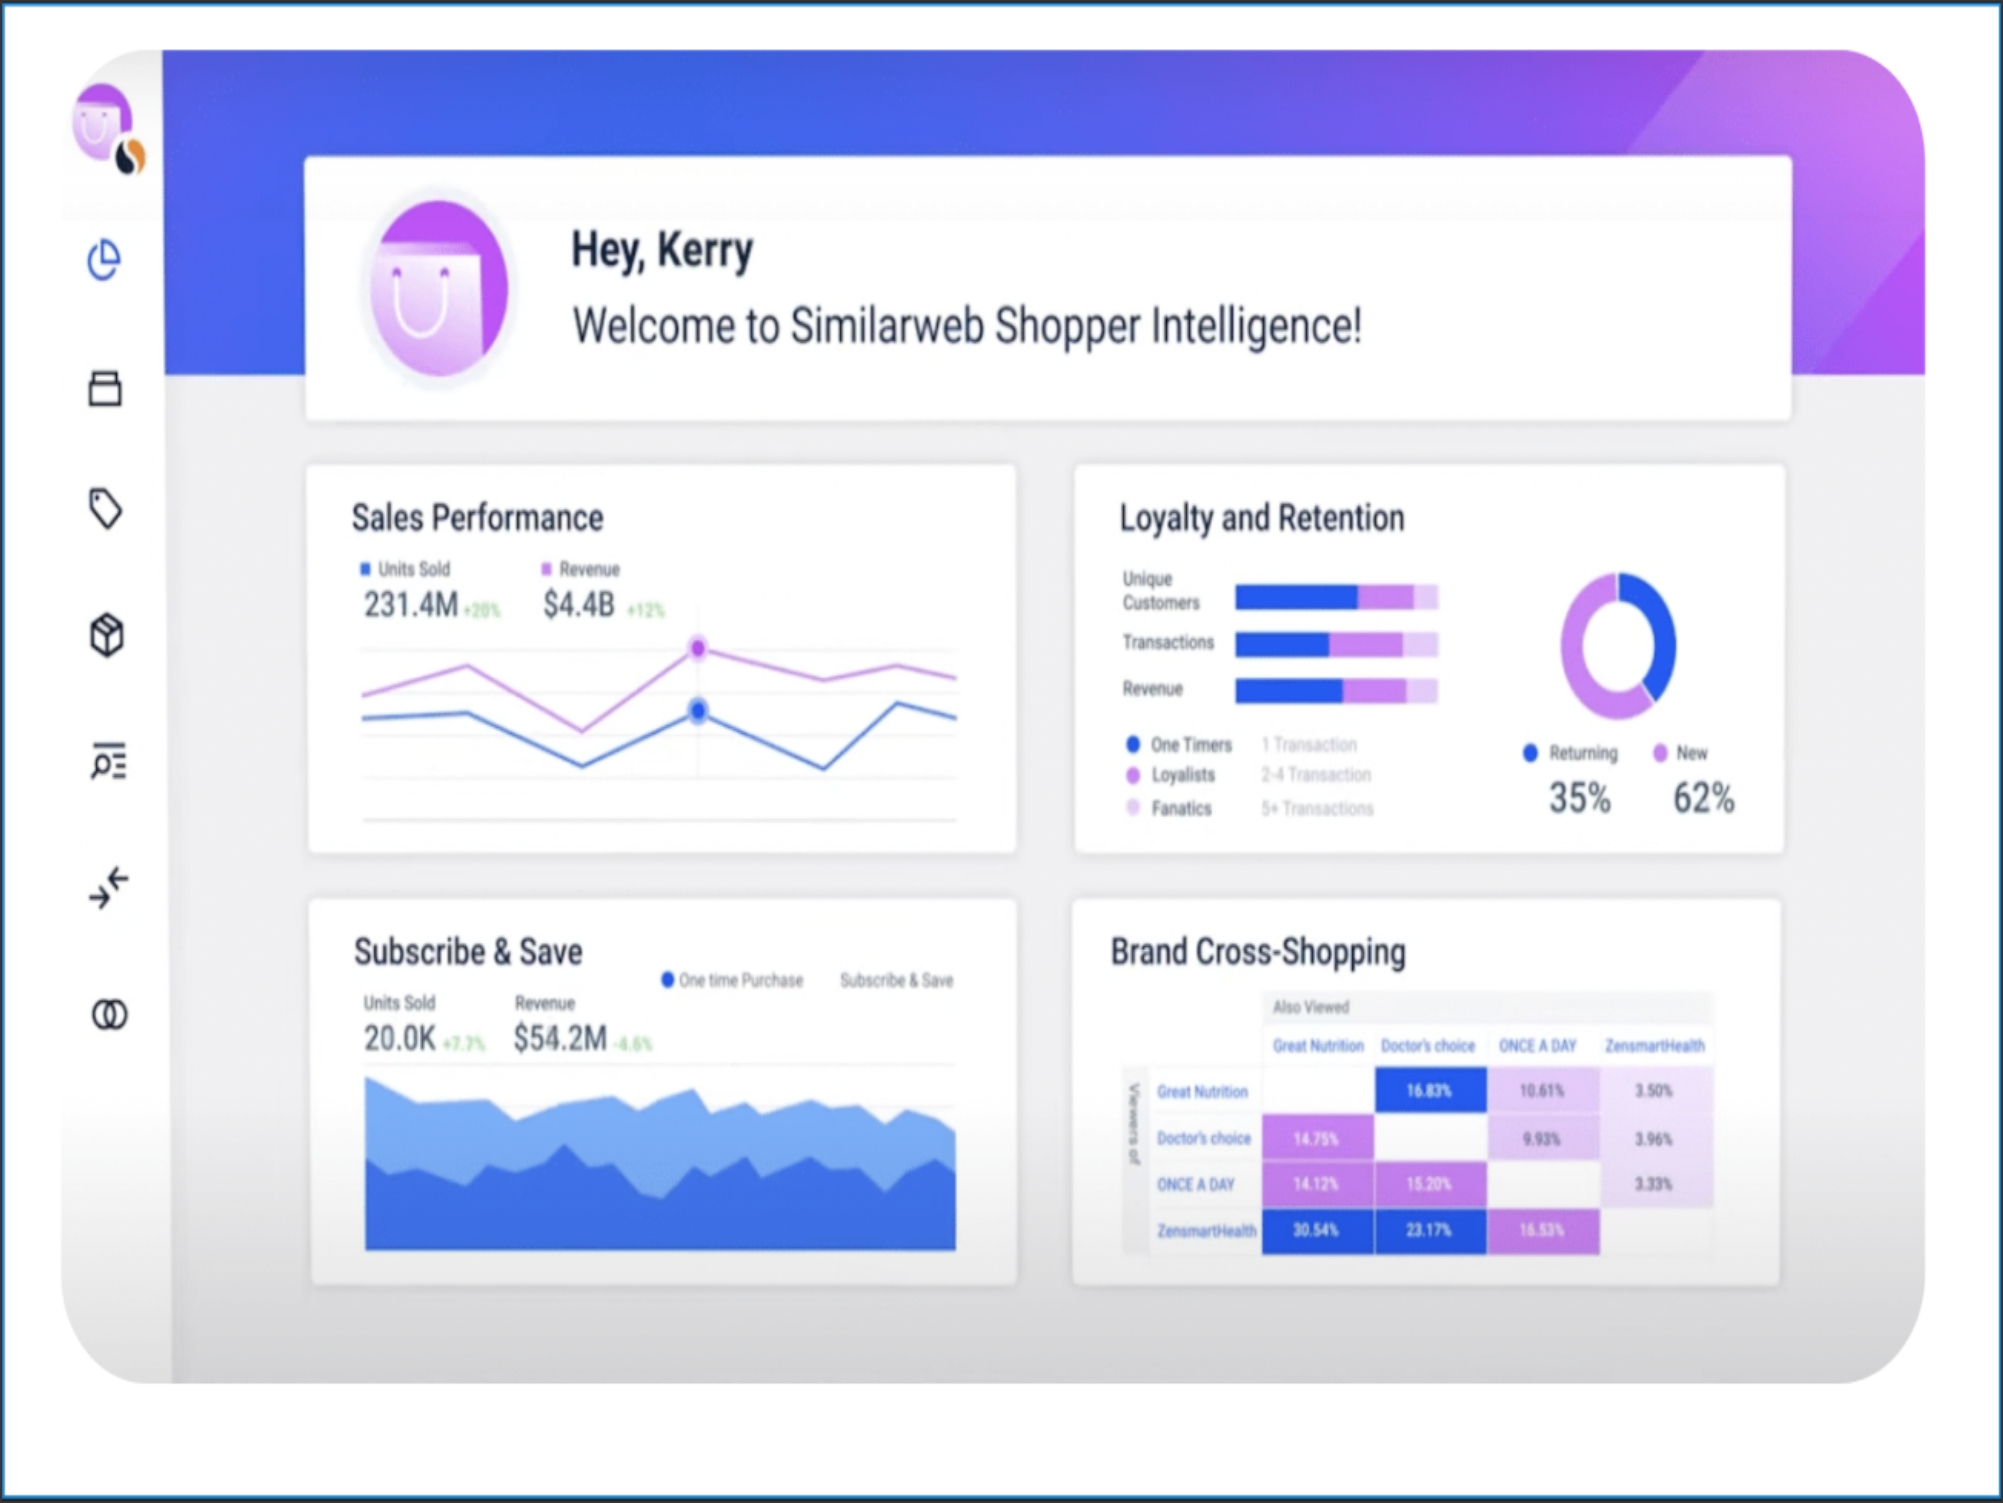 Hey, Kerry
Welcome to Similarweb Shopper Intelligence!
Sales Performance
Units Sold
Revenue
231.4M +20%
$4.4B +12%
Loyalty and Retention
Unique
Customers
Transactions
Revenue
One Timers 1 Transaction
Loyalists 2-4 Transaction
Fanatics 5+ Transactions
Returning New
35% 62%
Subscribe & Save
One time Purchase Subscribe & Save
Units Sold Revenue
20.0K +7.7% $54.2M -4.6%
Brand Cross-Shopping
Also Viewed
Great Nutrition Doctor's choice ONCE A DAY ZensmartHealth
Viewers of
Great Nutrition 16.83% 10.61% 3.50%
Doctor's choice 14.75% 9.93% 3.96%
ONCE A DAY 14.12% 15.20% 3.33%
ZensmartHealth 30.54% 23.17% 16.53%